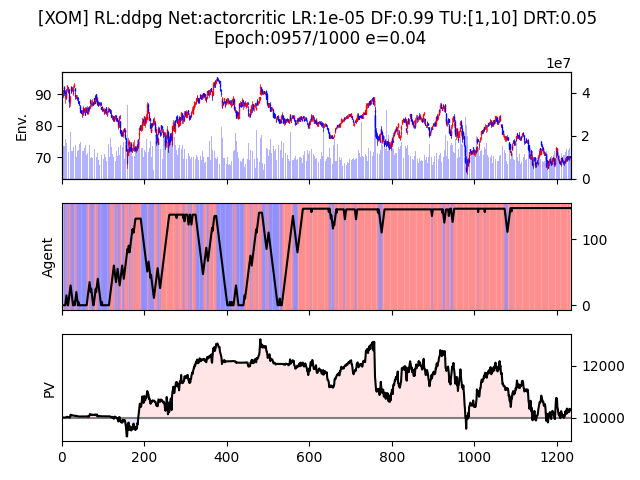 [XOM] RL:ddpg Net:actorcritic LR:1e-05 DF:0.99 TU:[1,10] DRT:0.05
Epoch:0957/1000 e=0.04
1e7
Env.
90
80
70
4
2
0
Agent
100
0
PV
12000
10000
0
200
400
600
800
1000
1200